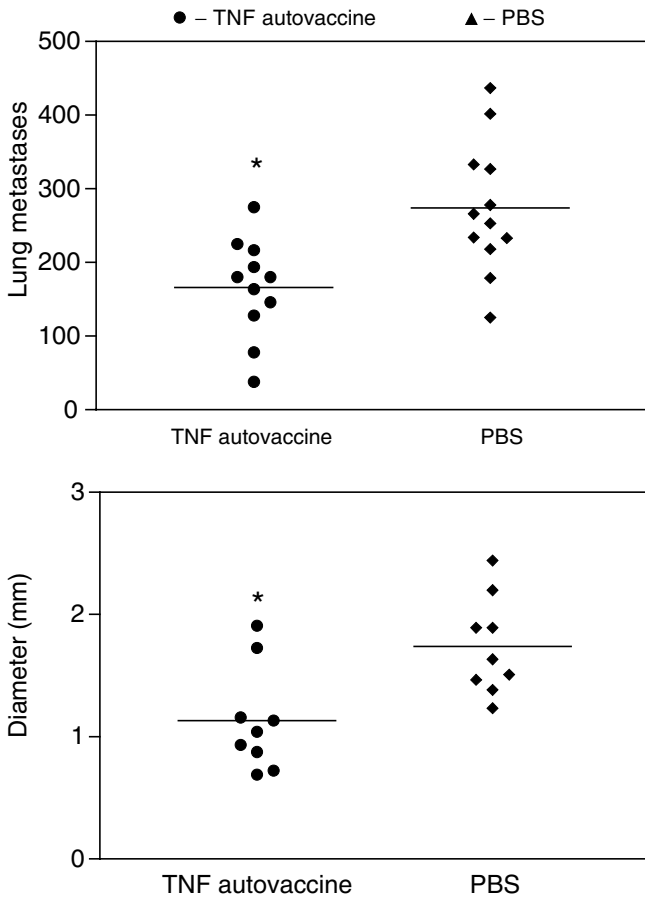 ● – TNF autovaccine ▲ – PBS
500
400
300
200
100
0
Lung metastases
*
TNF autovaccine PBS
3
2
1
0
Diameter (mm)
*
TNF autovaccine PBS